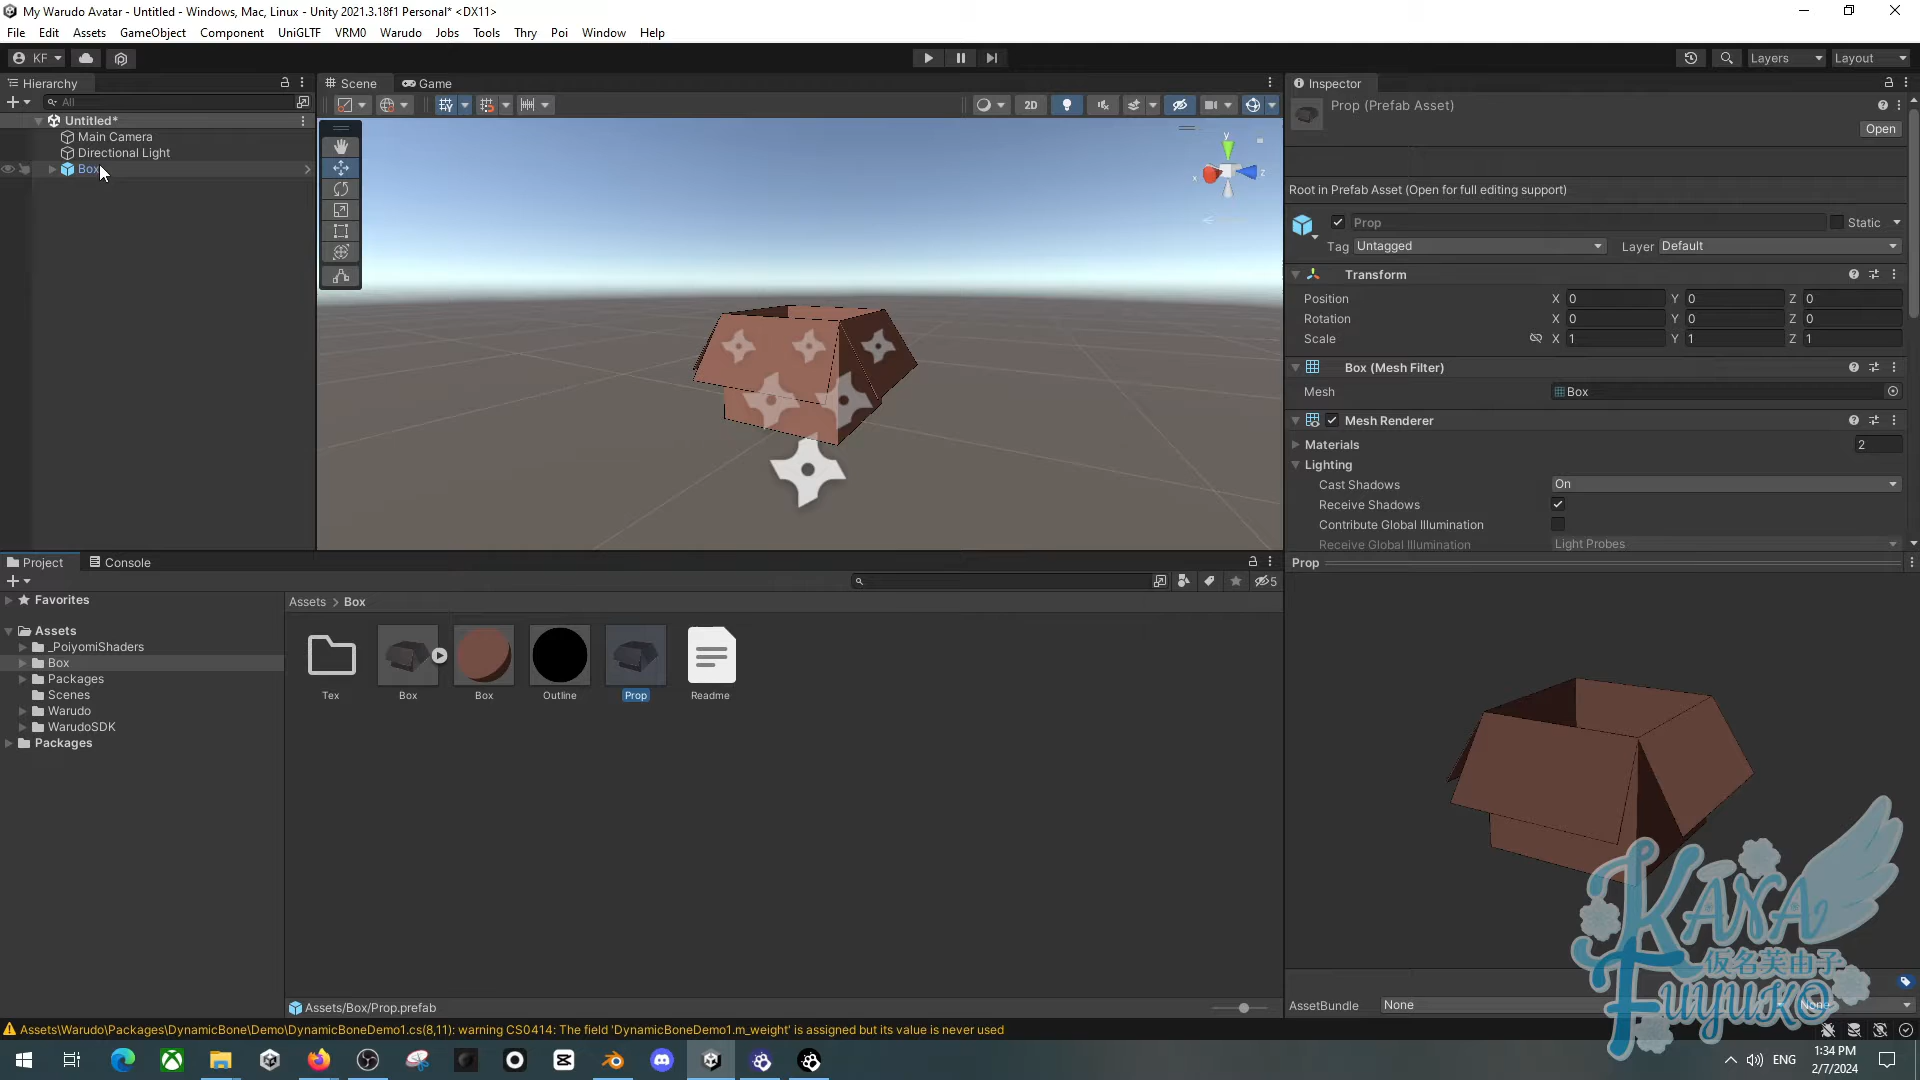 My Warudo Avatar - Untitled - Windows, Mac, Linux - Unity 2021.3.18f1 Personal* <DX11>
File Edit Assets GameObject Component UniGLTF VRM0 Warudo Jobs Tools Thry Poi Window Help
KF Layers Layout
Hierarchy
All
Untitled*
Main Camera
Directional Light
Box
Scene Game
2D
y
x
z
Inspector
Prop (Prefab Asset)
Open
Root in Prefab Asset (Open for full editing support)
Prop Static
Tag Untagged Layer Default
Transform
Position X 0 Y 0 Z 0
Rotation X 0 Y 0 Z 0
Scale X 1 Y 1 Z 1
Box (Mesh Filter)
Mesh Box
Mesh Renderer
Materials 2
Lighting
Cast Shadows On
Receive Shadows
Contribute Global Illumination
Receive Global Illumination Light Probes
Project Console
5
Favorites
Assets
_PoiyomiShaders
Box
Packages
Scenes
Warudo
WarudoSDK
Packages
Assets > Box
Tex Box Box Outline Prop Readme
Assets/Box/Prop.prefab
Prop
AssetBundle None None
KANA
仮名芙由子
FUYUKO
Assets\Warudo\Packages\DynamicBone\Demo\DynamicBoneDemo1.cs(8,11): warning CS0414: The field 'DynamicBoneDemo1.m_weight' is assigned but its value is never used
ENG
1:34 PM
2/7/2024